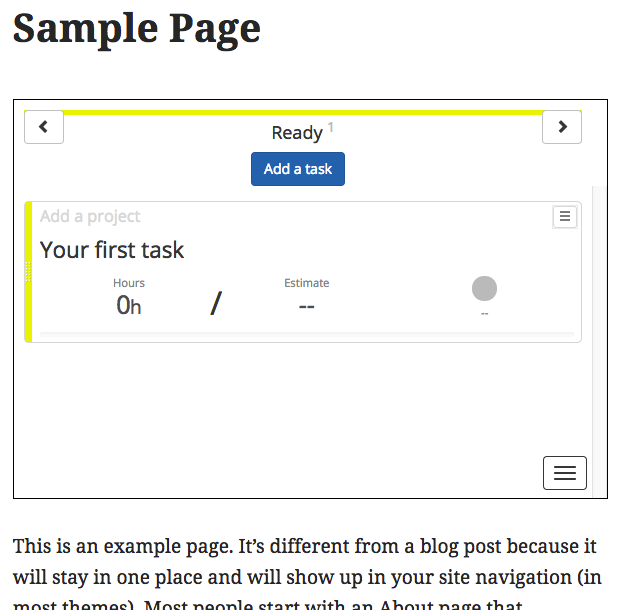 Sample Page
Ready 1
Add a task
Add a project
Your first task
Hours
Estimate
0h / --
--
This is an example page. It’s different from a blog post because it
will stay in one place and will show up in your site navigation (in
most themes). Most people start with an About page that